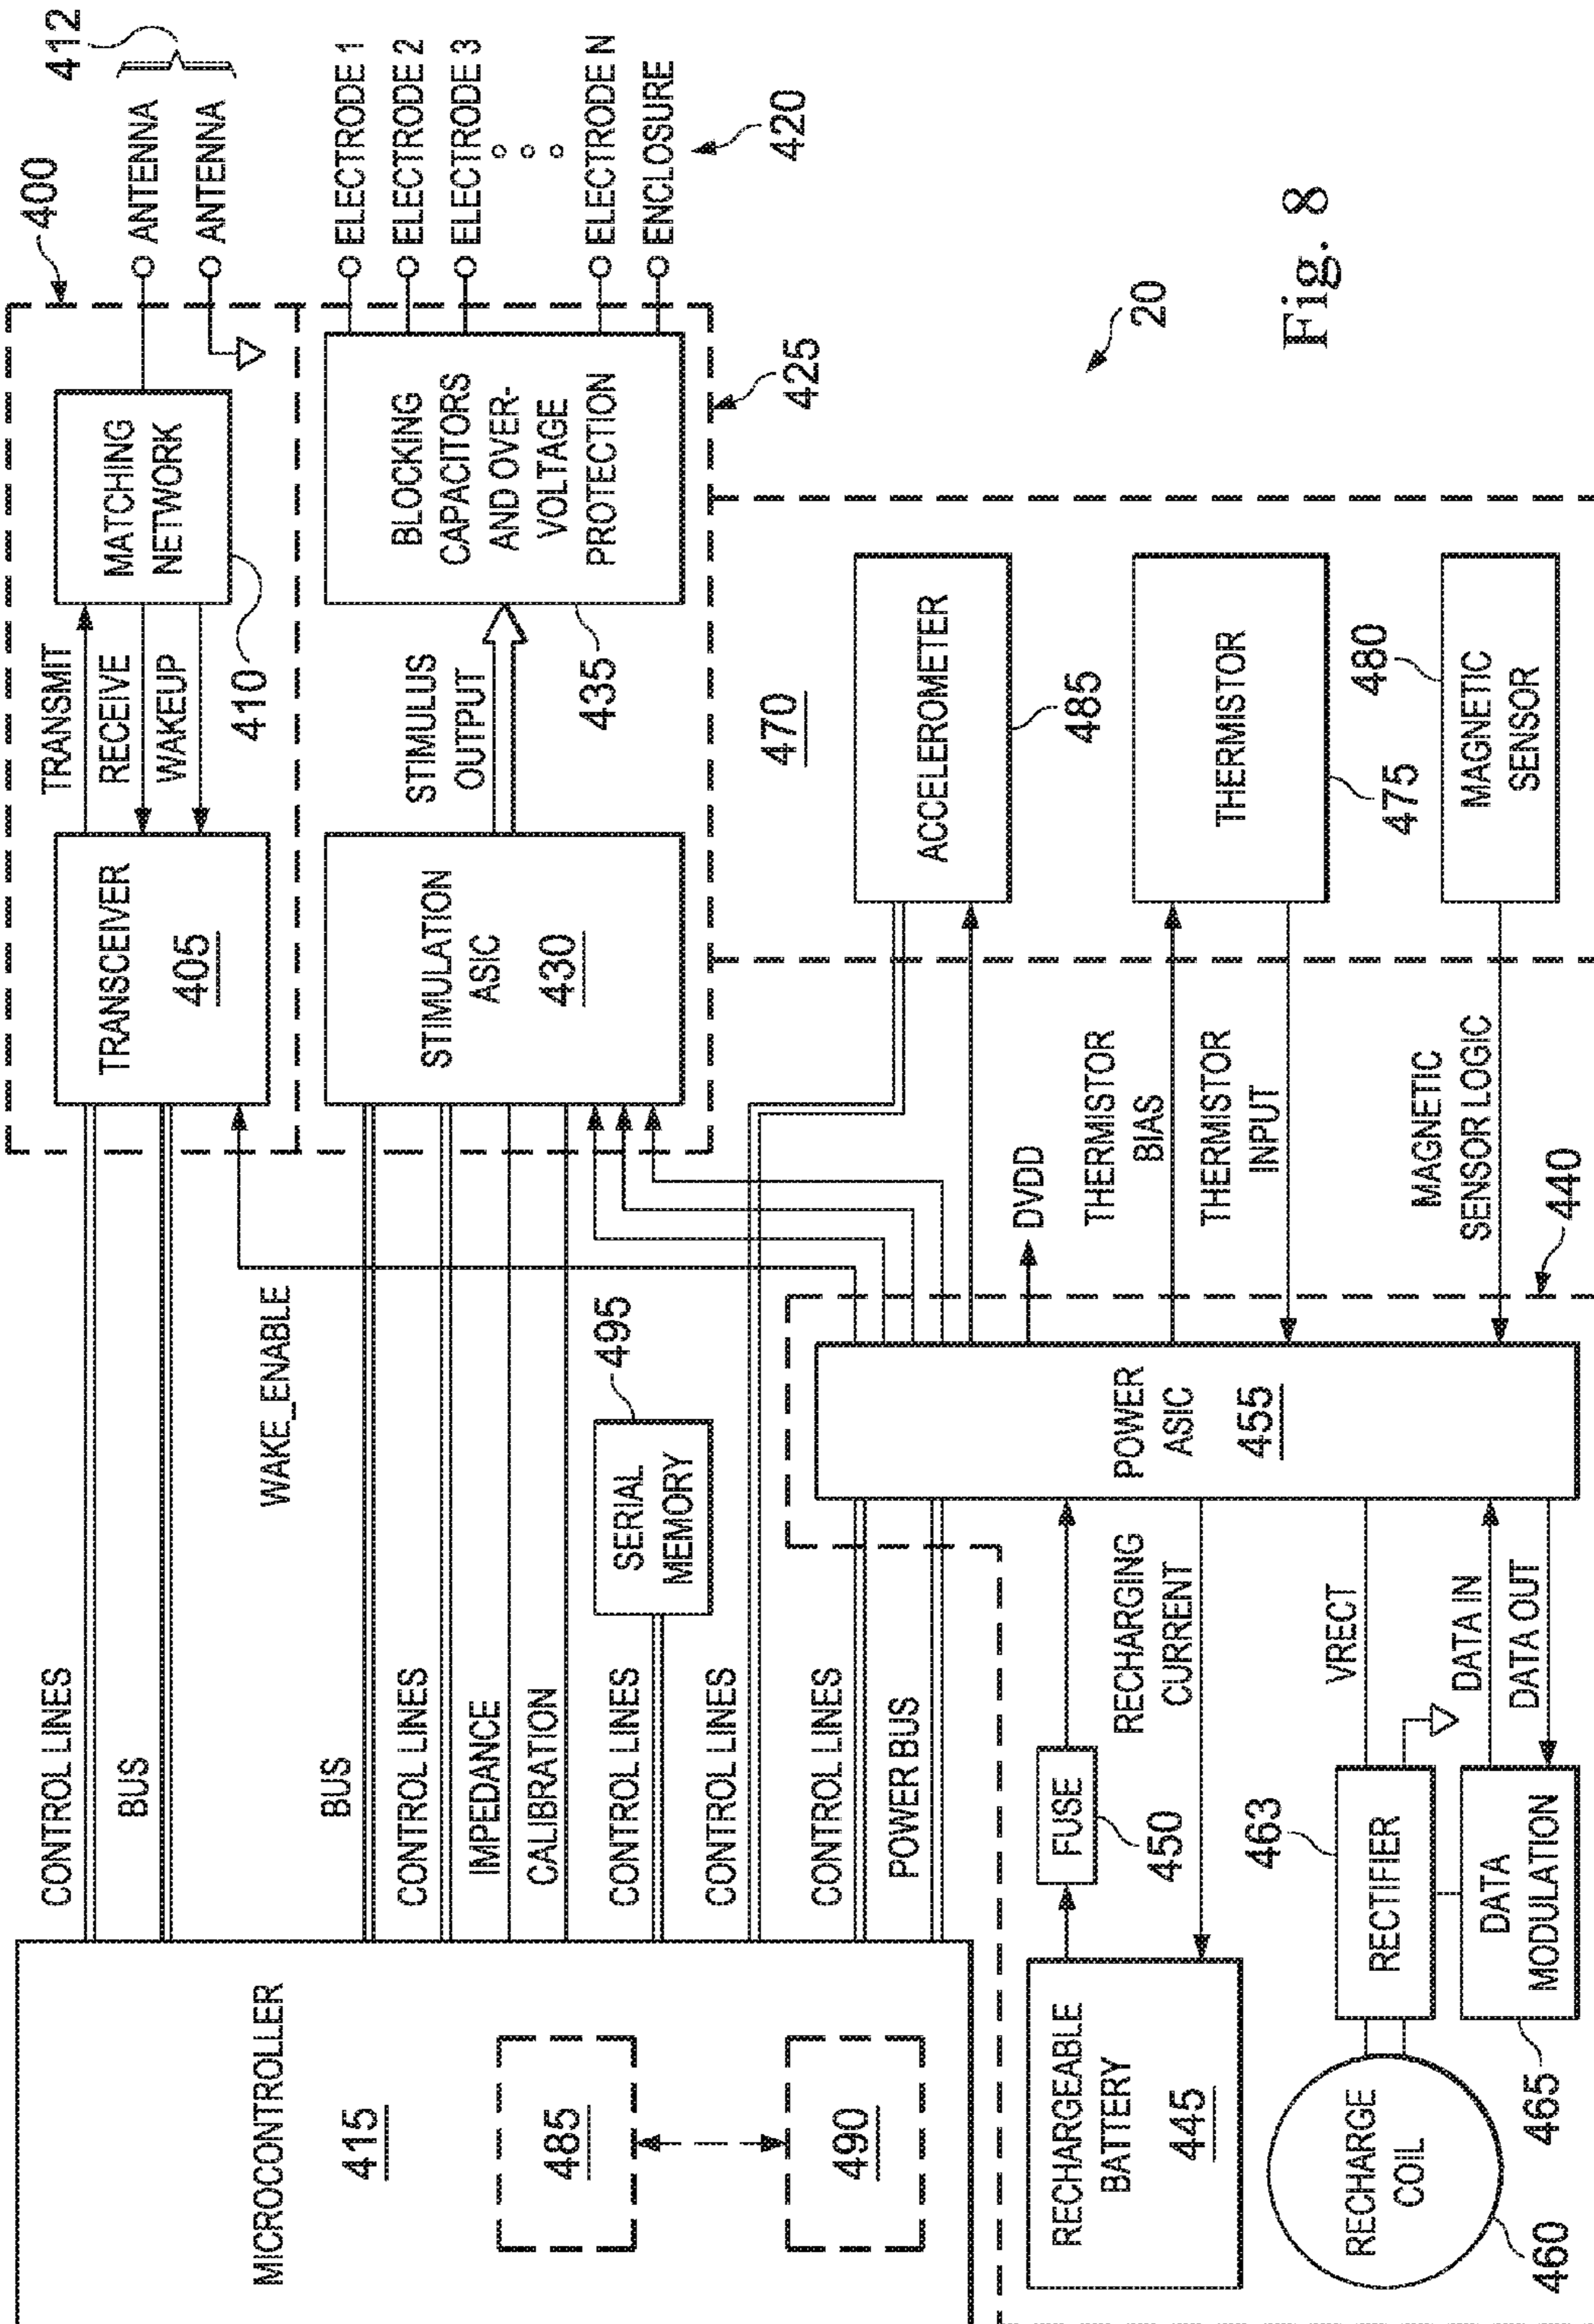 400
412
TRANSMIT
RECEIVE
WAKEUP
MATCHING
NETWORK
410
ANTENNA
ANTENNA
TRANSCEIVER
405
CONTROL LINES
BUS
WAKE_ENABLE
MICROCONTROLLER
415
485
490
BUS
CONTROL LINES
IMPEDANCE
CALIBRATION
CONTROL LINES
CONTROL LINES
CONTROL LINES
POWER BUS
SERIAL
MEMORY
495
STIMULATION
ASIC
430
STIMULUS
OUTPUT
BLOCKING
CAPACITORS
AND OVER-
VOLTAGE
PROTECTION
435
425
ELECTRODE 1
ELECTRODE 2
ELECTRODE 3
ELECTRODE N
ENCLOSURE
420
RECHARGEABLE
BATTERY
445
FUSE
450
RECHARGING
CURRENT
POWER
ASIC
455
DVDD
THERMISTOR
BIAS
THERMISTOR
INPUT
MAGNETIC
SENSOR LOGIC
440
470
ACCELEROMETER
485
THERMISTOR
475
MAGNETIC
SENSOR
480
RECHARGE
COIL
460
RECTIFIER
463
VRECT
DATA
MODULATION
465
DATA IN
DATA OUT
20
Fig. 8